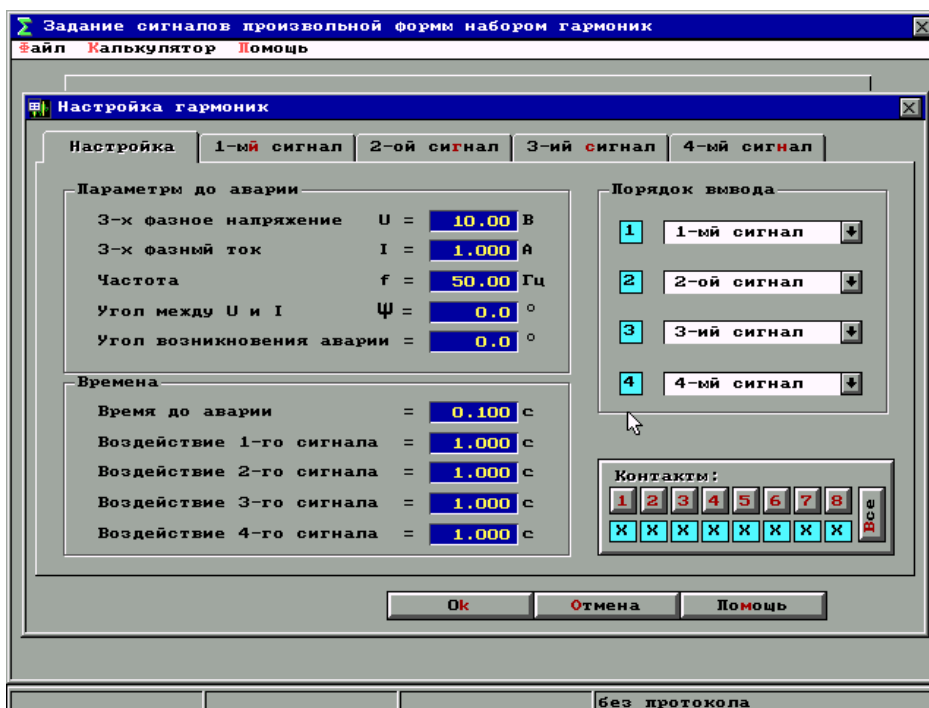 Задание сигналов произвольной формы набором гармоник
Файл Калькулятор Помощь
Настройка гармоник
Настройка 1-ый сигнал 2-ой сигнал 3-ий сигнал 4-ый сигнал
Параметры до аварии
3-х фазное напряжение U = 10.00 В
3-х фазный ток I = 1.000 А
Частота f = 50.00 Гц
Угол между U и I Ψ = 0.0 °
Угол возникновения аварии = 0.0 °
Времена
Время до аварии = 0.100 с
Воздействие 1-го сигнала = 1.000 с
Воздействие 2-го сигнала = 1.000 с
Воздействие 3-го сигнала = 1.000 с
Воздействие 4-го сигнала = 1.000 с
Порядок вывода
1 1-ый сигнал
2 2-ой сигнал
3 3-ий сигнал
4 4-ый сигнал
Контакты:
1 2 3 4 5 6 7 8
X X X X X X X X
Все
Ok Отмена Помощь
без протокола